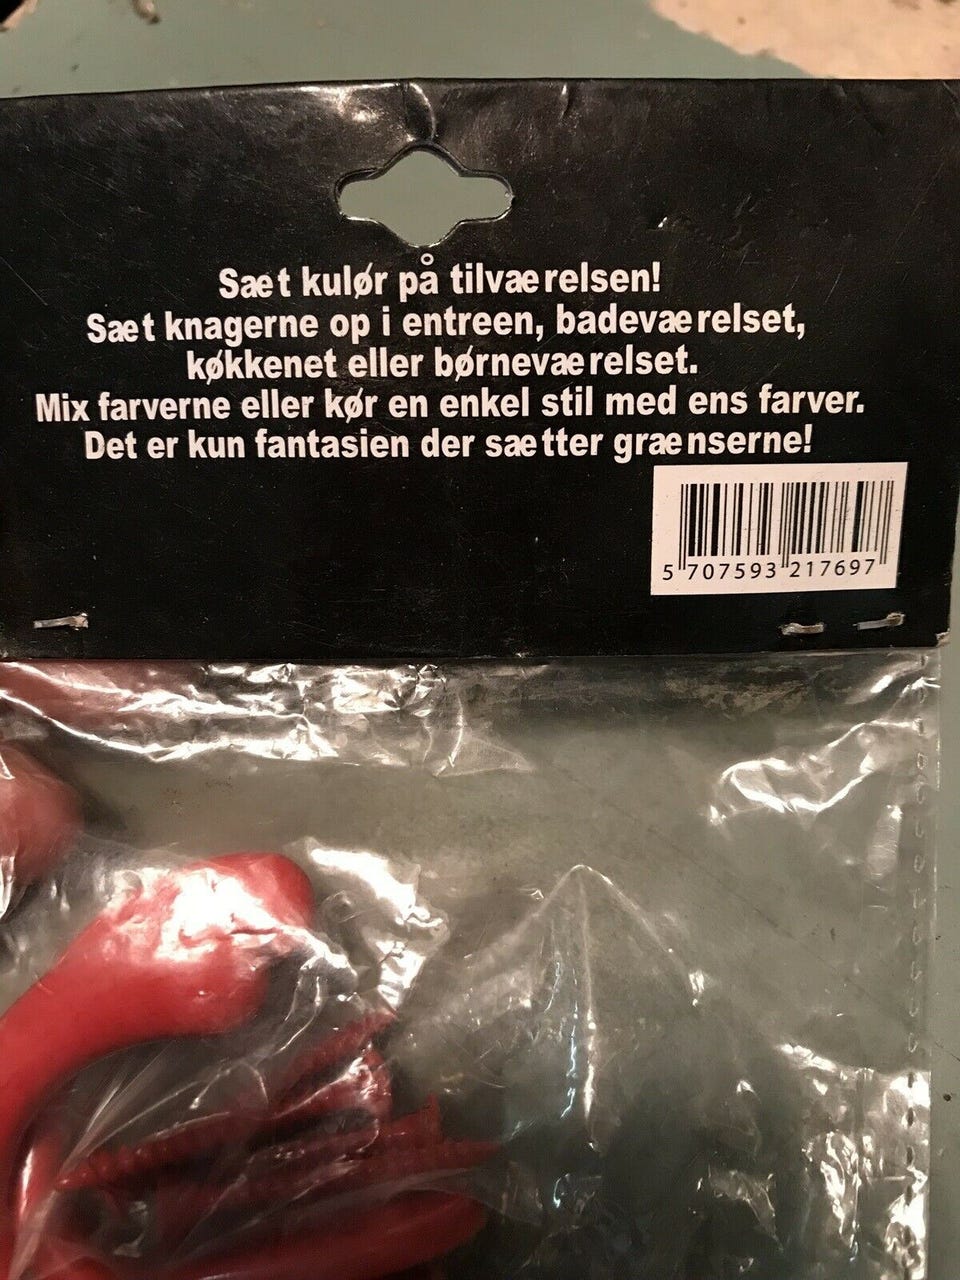 Sæt kulør på tilværelsen!
Sæt knagerne op i entreen, badeværelset,
køkkenet eller børneværelset.
Mix farverne eller kør en enkel stil med ens farver.
Det er kun fantasien der sætter grænserne!
5 707593 217697